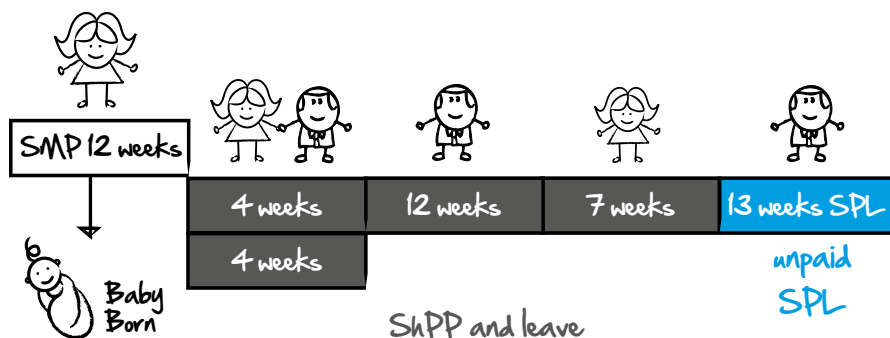 SMP 12 weeks
4 weeks
12 weeks
7 weeks
13 weeks SPL
4 weeks
Baby
Born
unpaid
SPL
ShPP and leave